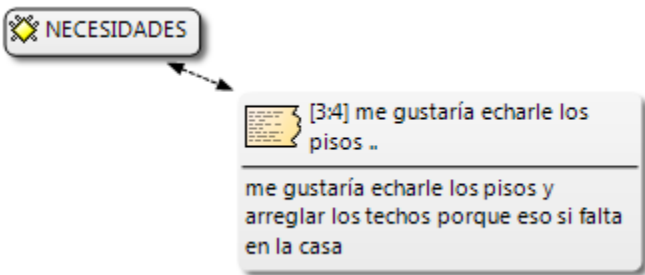 NECESIDADES
[3:4] me gustaría echarle los
pisos ..
me gustaría echarle los pisos y
arreglar los techos porque eso si falta
en la casa